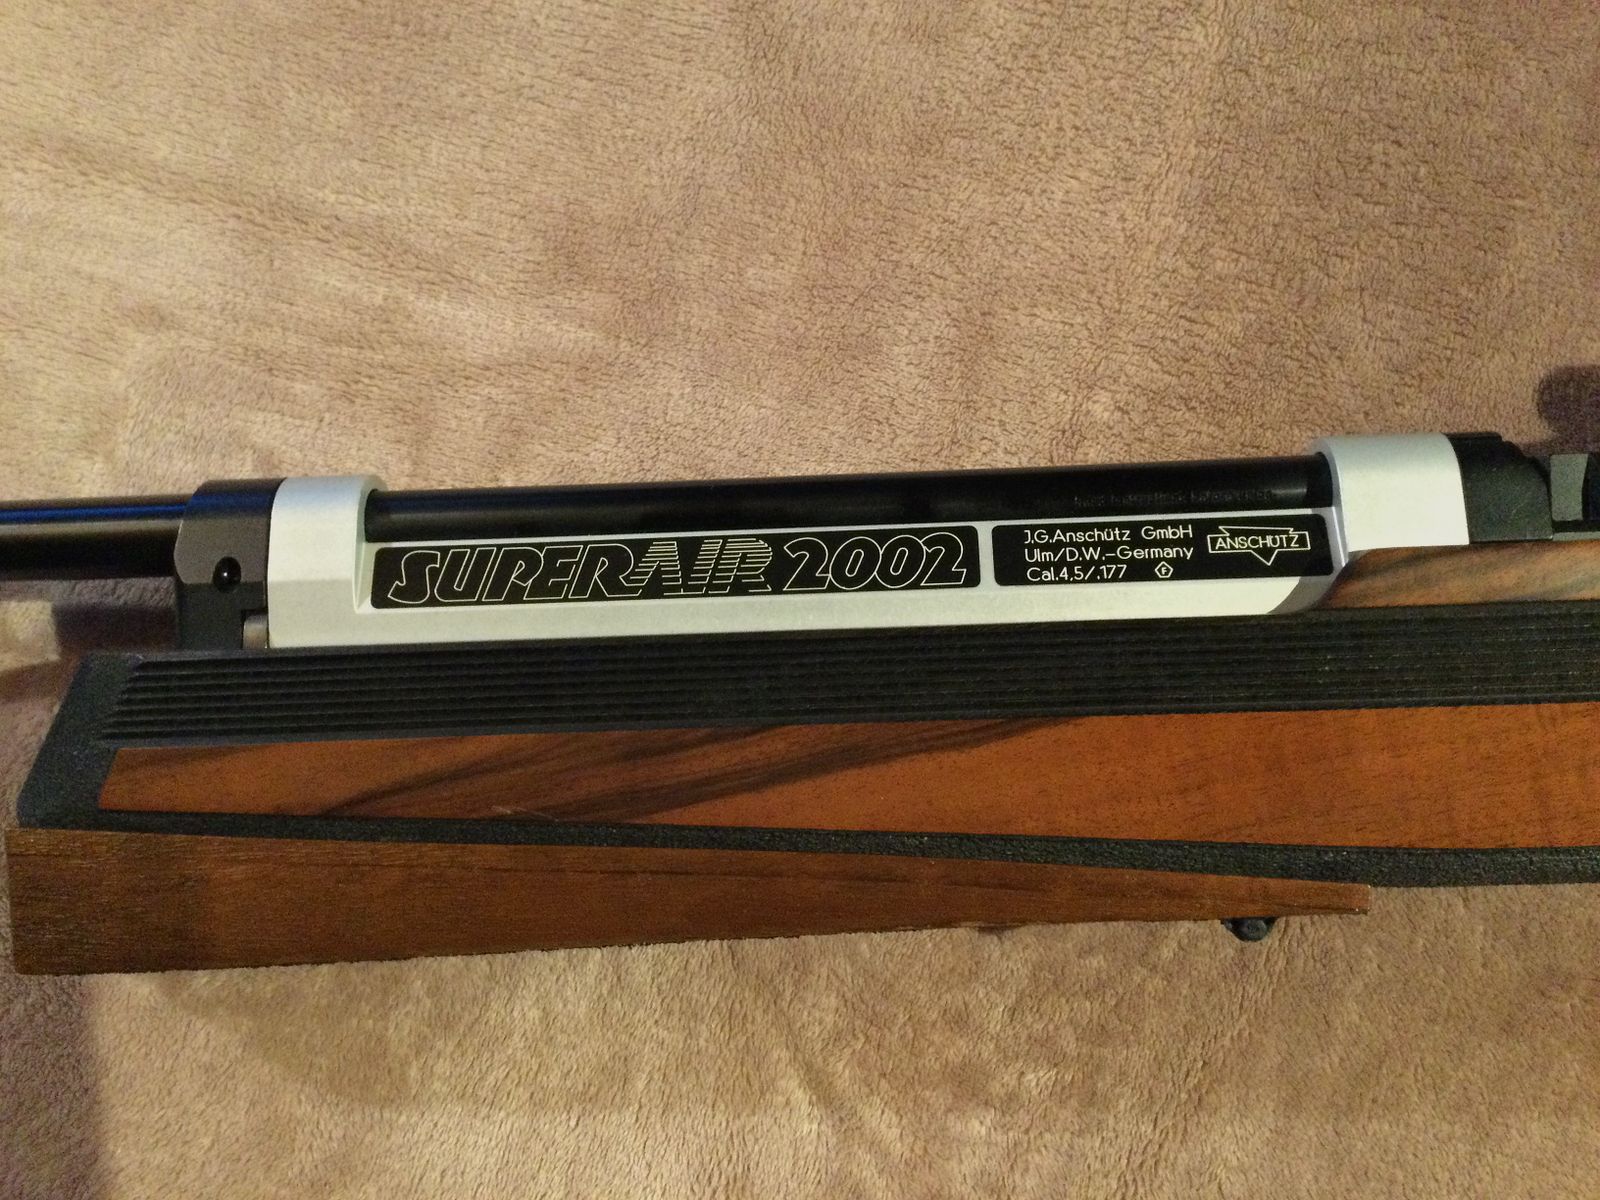 SUPERAIR 2002
J.G.Anschütz GmbH
Ulm/D.W.-Germany
Cal.4,5/.177 F
ANSCHÜTZ